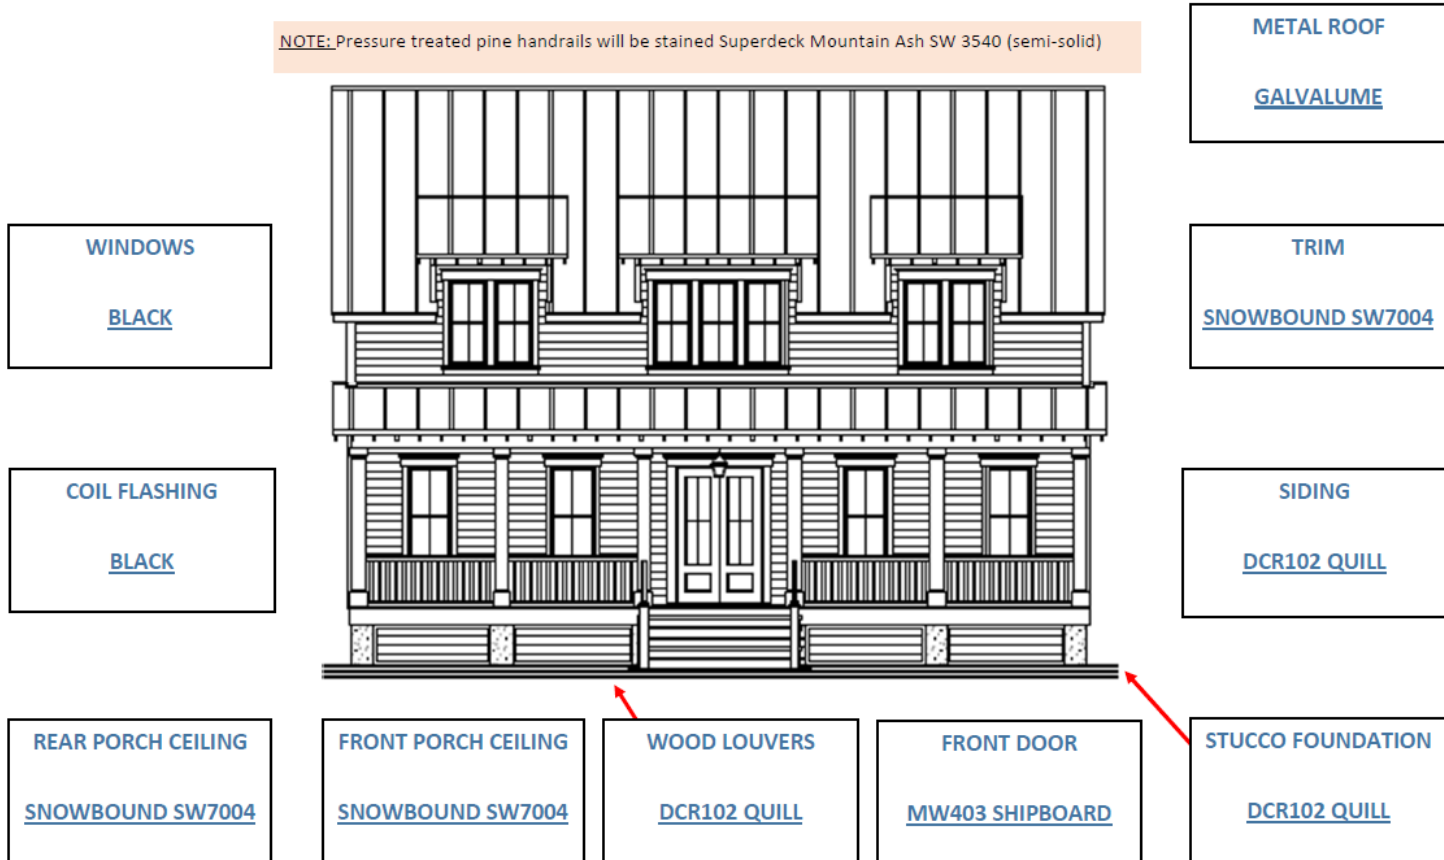 NOTE: Pressure treated pine handrails will be stained Superdeck Mountain Ash SW 3540 (semi-solid)
METAL ROOF
GALVALUME
WINDOWS
BLACK
TRIM
SNOWBOUND SW7004
COIL FLASHING
BLACK
SIDING
DCR102 QUILL
REAR PORCH CEILING
SNOWBOUND SW7004
FRONT PORCH CEILING
SNOWBOUND SW7004
WOOD LOUVERS
DCR102 QUILL
FRONT DOOR
MW403 SHIPBOARD
STUCCO FOUNDATION
DCR102 QUILL